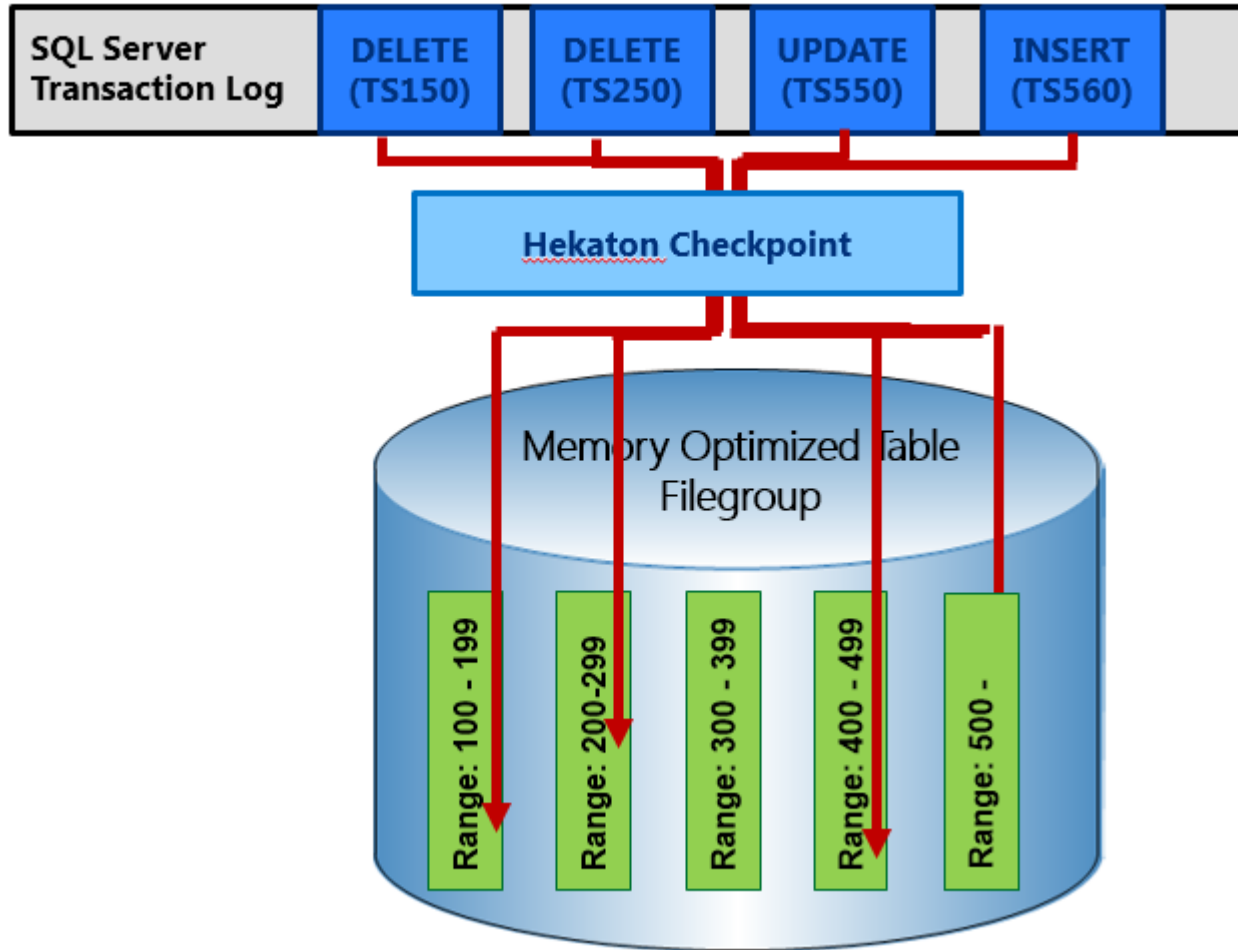 SQL Server
Transaction Log
DELETE
(TS150)
DELETE
(TS250)
UPDATE
(TS550)
INSERT
(TS560)
Hekaton Checkpoint
Memory Optimized Table
Filegroup
Range: 100 - 199
Range: 200-299
Range: 300 - 399
Range: 400 - 499
Range: 500 -